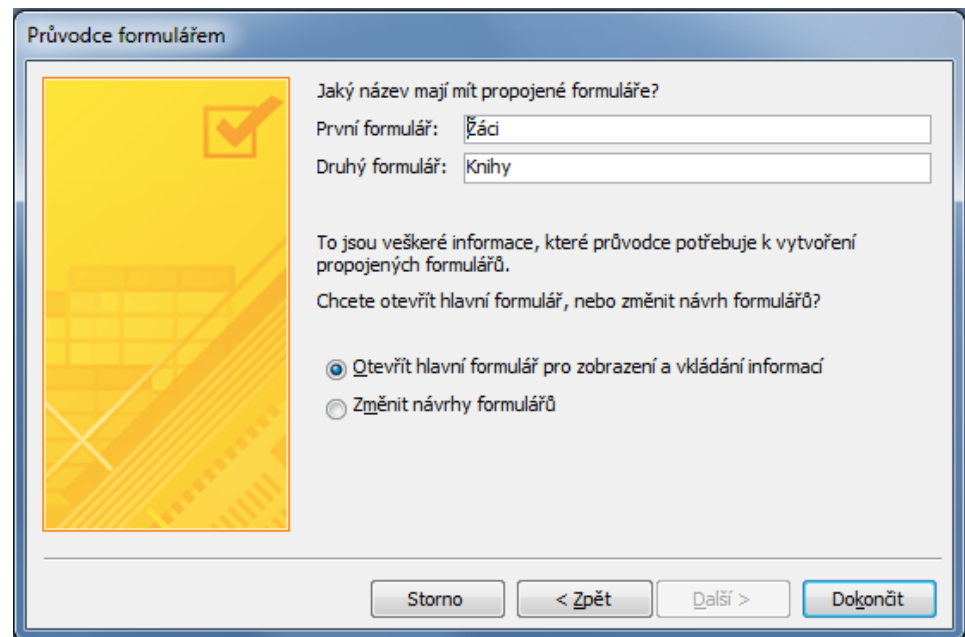 Průvodce formulářem
Jaký název mají mít propojené formuláře?
První formulář: Žáci
Druhý formulář: Knihy
To jsou veškeré informace, které průvodce potřebuje k vytvoření
propojených formulářů.
Chcete otevřít hlavní formulář, nebo změnit návrh formulářů?
Otevřít hlavní formulář pro zobrazení a vkládání informací
Změnit návrhy formulářů
Storno < Zpět Další > Dokončit